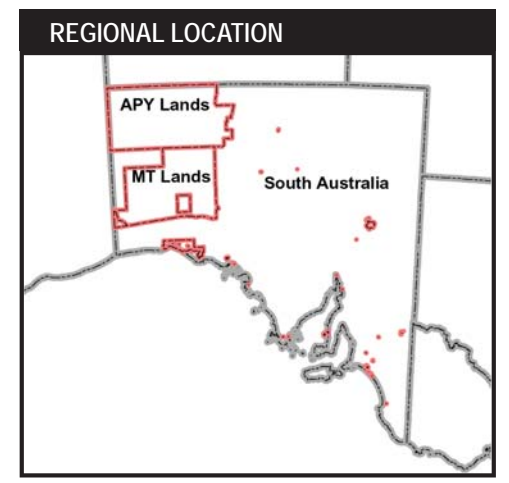 REGIONAL LOCATION
APY Lands
MT Lands
South Australia